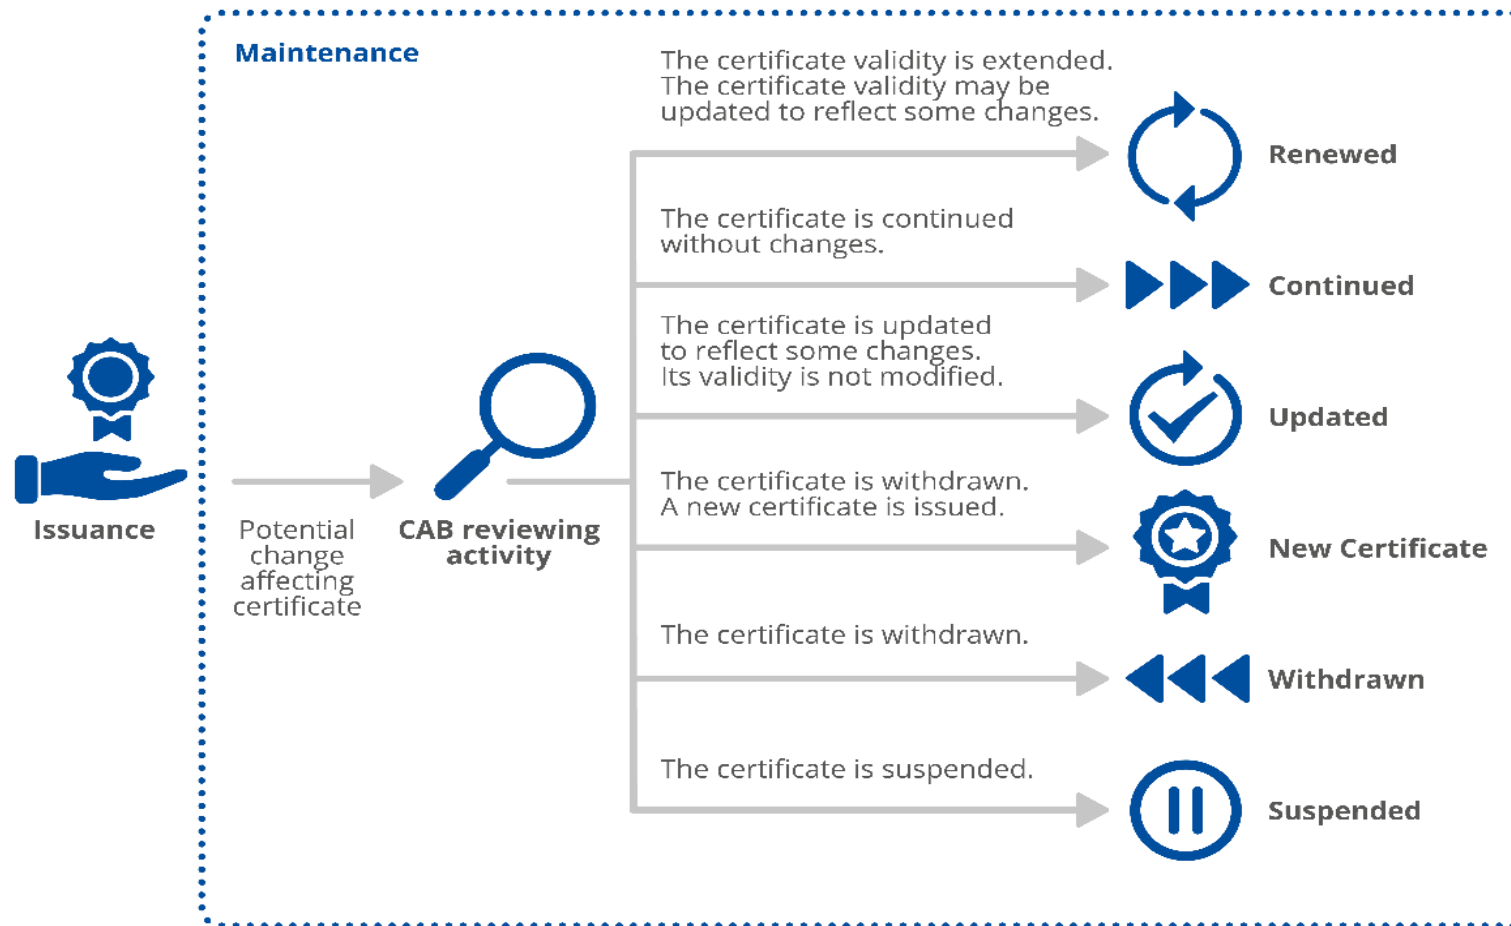 Maintenance
The certificate validity is extended.
The certificate validity may be
updated to reflect some changes.
Renewed
The certificate is continued
without changes.
Continued
The certificate is updated
to reflect some changes.
Its validity is not modified.
Updated
Issuance
Potential
change
affecting
certificate
CAB reviewing
activity
The certificate is withdrawn.
A new certificate is issued.
New Certificate
The certificate is withdrawn.
Withdrawn
The certificate is suspended.
Suspended